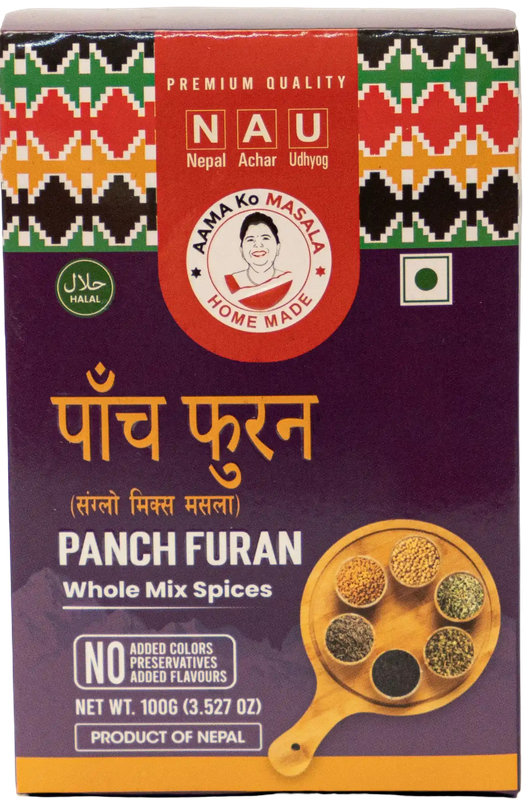 PREMIUM QUALITY
N A U
Nepal Achar Udhyog
AAMA Ko MASALA
HOME MADE
حلال
HALAL
पाँच फुरन
(संग्लो मिक्स मसला)
PANCH FURAN
Whole Mix Spices
NO ADDED COLORS
PRESERVATIVES
ADDED FLAVOURS
NET WT. 100G (3.527 OZ)
PRODUCT OF NEPAL